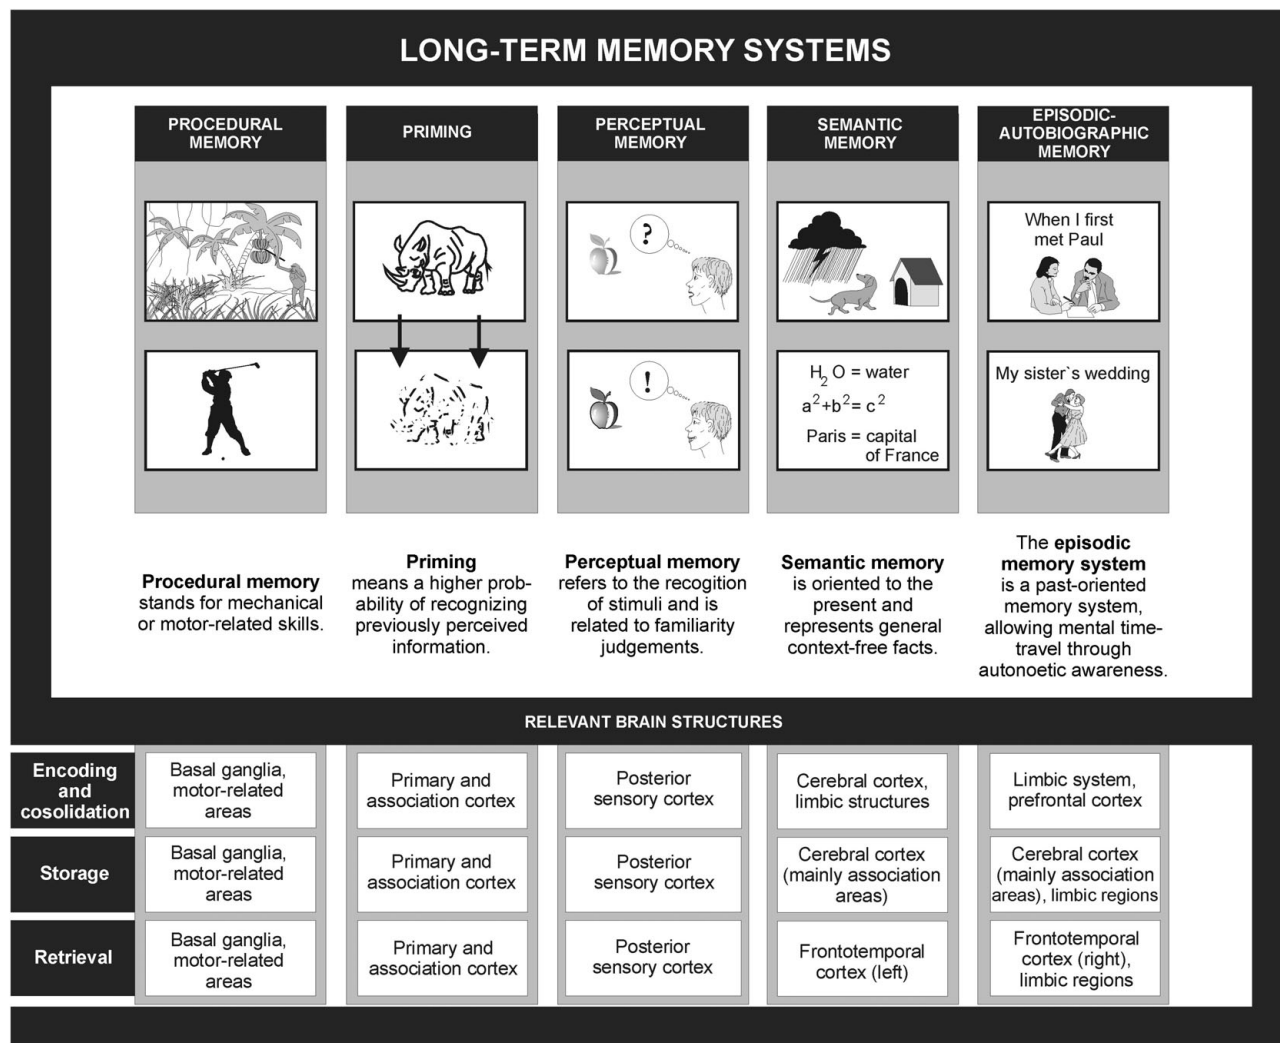 LONG-TERM MEMORY SYSTEMS
PROCEDURAL
MEMORY
PRIMING
PERCEPTUAL
MEMORY
SEMANTIC
MEMORY
EPISODIC-
AUTOBIOGRAPHIC
MEMORY
?
When I first
met Paul
!
H2O = water
a²+b²= c²
Paris = capital
of France
My sister`s wedding
Procedural memory
stands for mechanical
or motor-related skills.
Priming
means a higher prob-
ability of recognizing
previously perceived
information.
Perceptual memory
refers to the recogition
of stimuli and is
related to familiarity
judgements.
Semantic memory
is oriented to the
present and
represents general
context-free facts.
The episodic
memory system
is a past-oriented
memory system,
allowing mental time-
travel through
autonoetic awareness.
RELEVANT BRAIN STRUCTURES
Encoding
and
cosolidation
Basal ganglia,
motor-related
areas
Primary and
association cortex
Posterior
sensory cortex
Cerebral cortex,
limbic structures
Limbic system,
prefrontal cortex
Storage
Basal ganglia,
motor-related
areas
Primary and
association cortex
Posterior
sensory cortex
Cerebral cortex
(mainly association
areas)
Cerebral cortex
(mainly association
areas), limbic regions
Retrieval
Basal ganglia,
motor-related
areas
Primary and
association cortex
Posterior
sensory cortex
Frontotemporal
cortex (left)
Frontotemporal
cortex (right),
limbic regions